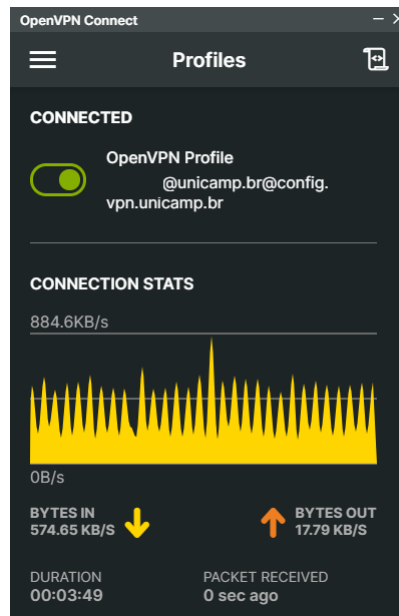 OpenVPN Connect
Profiles
CONNECTED
OpenVPN Profile
@unicamp.br@config.
vpn.unicamp.br
CONNECTION STATS
884.6KB/s
0B/s
BYTES IN
574.65 KB/S
BYTES OUT
17.79 KB/S
DURATION
00:03:49
PACKET RECEIVED
0 sec ago